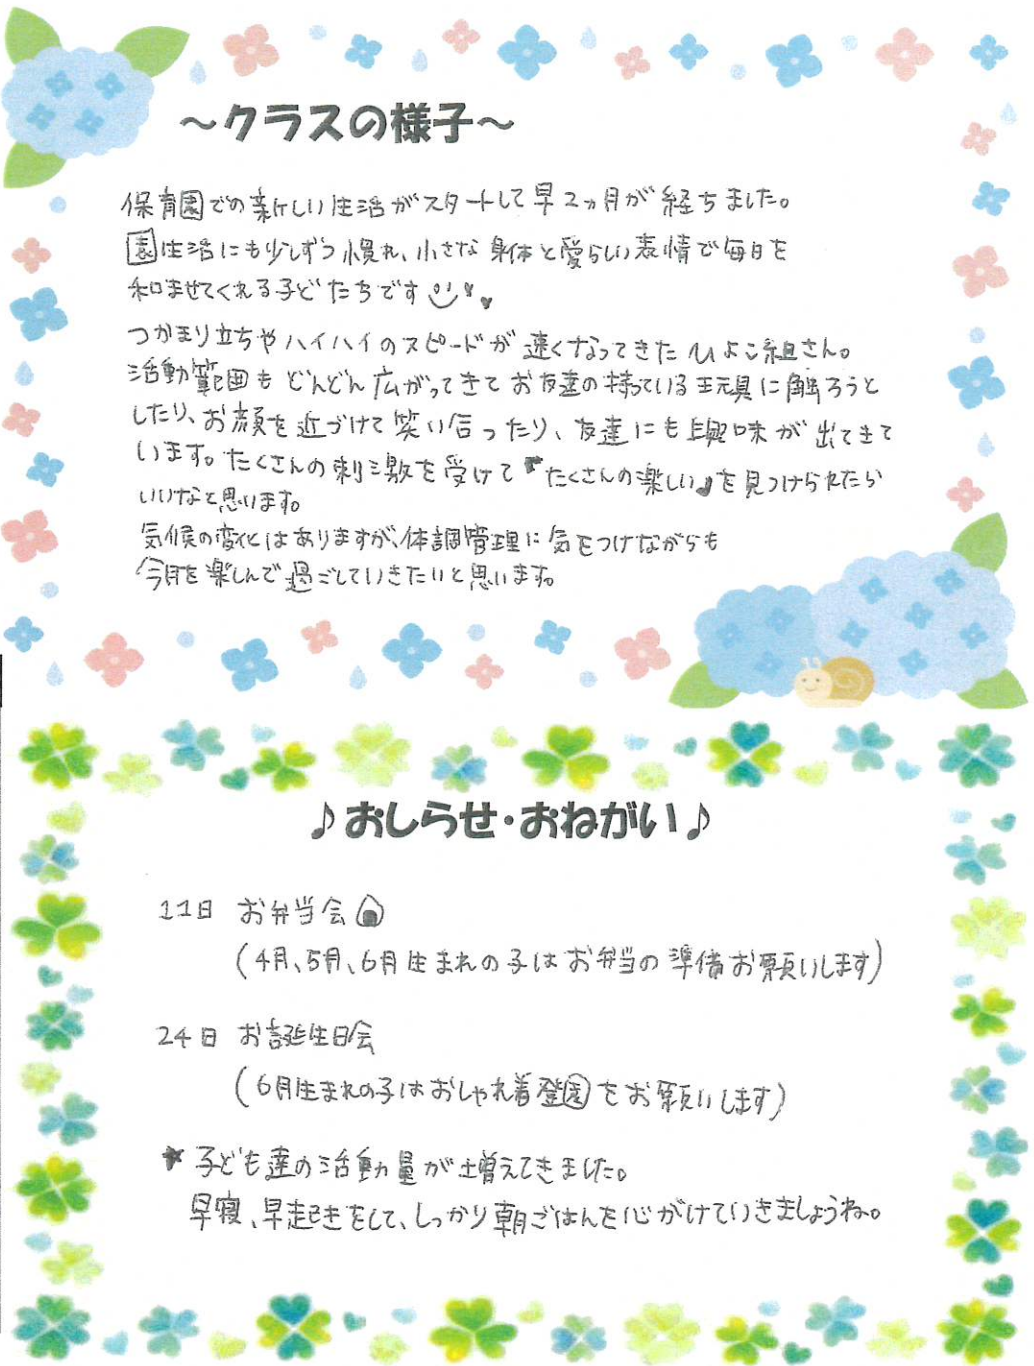 ～クラスの様子～
保育園での新しい生活がスタートして早２ヵ月が経ちました。
園生活にも少しずつ慣れ、小さな身体と愛らしい表情で毎日を
和ませてくれる子どたちです
つかまり立ちやハイハイのスピードが速くなってきたひよこ組さん。
活動範囲もどんどん広がってきてお友達の持っている玩具に触ろうと
したり、お顔を近づけて笑い合ったり、友達にも興味が出てきて
います。たくさんの刺激を受けて『たくさんの楽しい』を見つけられたら
いいなと思います。
気候の変化はありますが、体調管理に気をつけながらも
今月を楽しんで過ごしていきたいと思います。
♪おしらせ・おねがい♪
11日 お弁当会
(4月、5月、6月生まれの子はお弁当の準備お願いします)
24日 お誕生日会
(6月生まれの子はおしゃれ着登園をお願いします)
★子ども達の活動量が増えてきました。
早寝、早起きをして、しっかり朝ごはんを心がけていきましょうね。